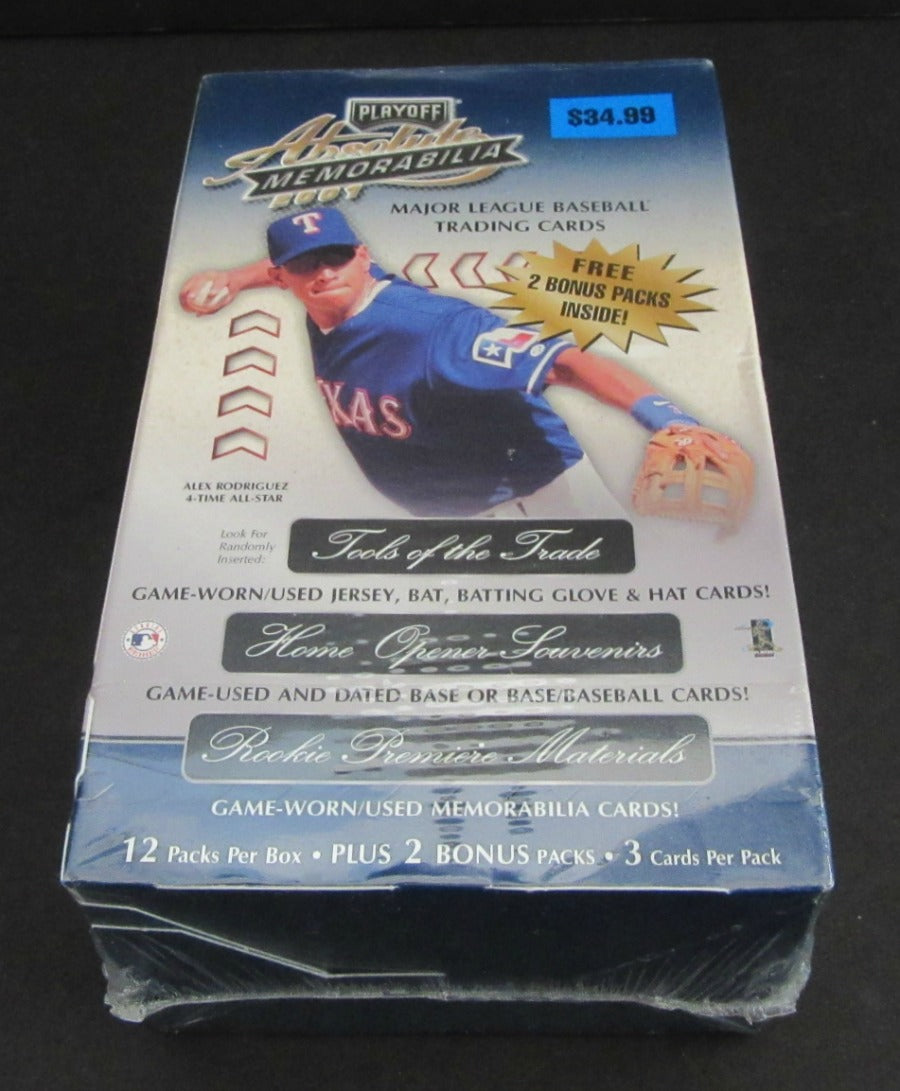 PLAYOFF
$34.99
Absolute
MEMORABILIA
2001
MAJOR LEAGUE BASEBALL
TRADING CARDS
T
FREE
2 BONUS PACKS
INSIDE!
XAS
ALEX RODRIGUEZ
4-TIME ALL-STAR
Look For
Randomly
Inserted:
Tools of the Trade
GAME-WORN/USED JERSEY, BAT, BATTING GLOVE & HAT CARDS!
Home Opener Souvenirs
GAME-USED AND DATED BASE OR BASE/BASEBALL CARDS!
Rookie Premiere Materials
GAME-WORN/USED MEMORABILIA CARDS!
12 Packs Per Box • PLUS 2 BONUS PACKS • 3 Cards Per Pack